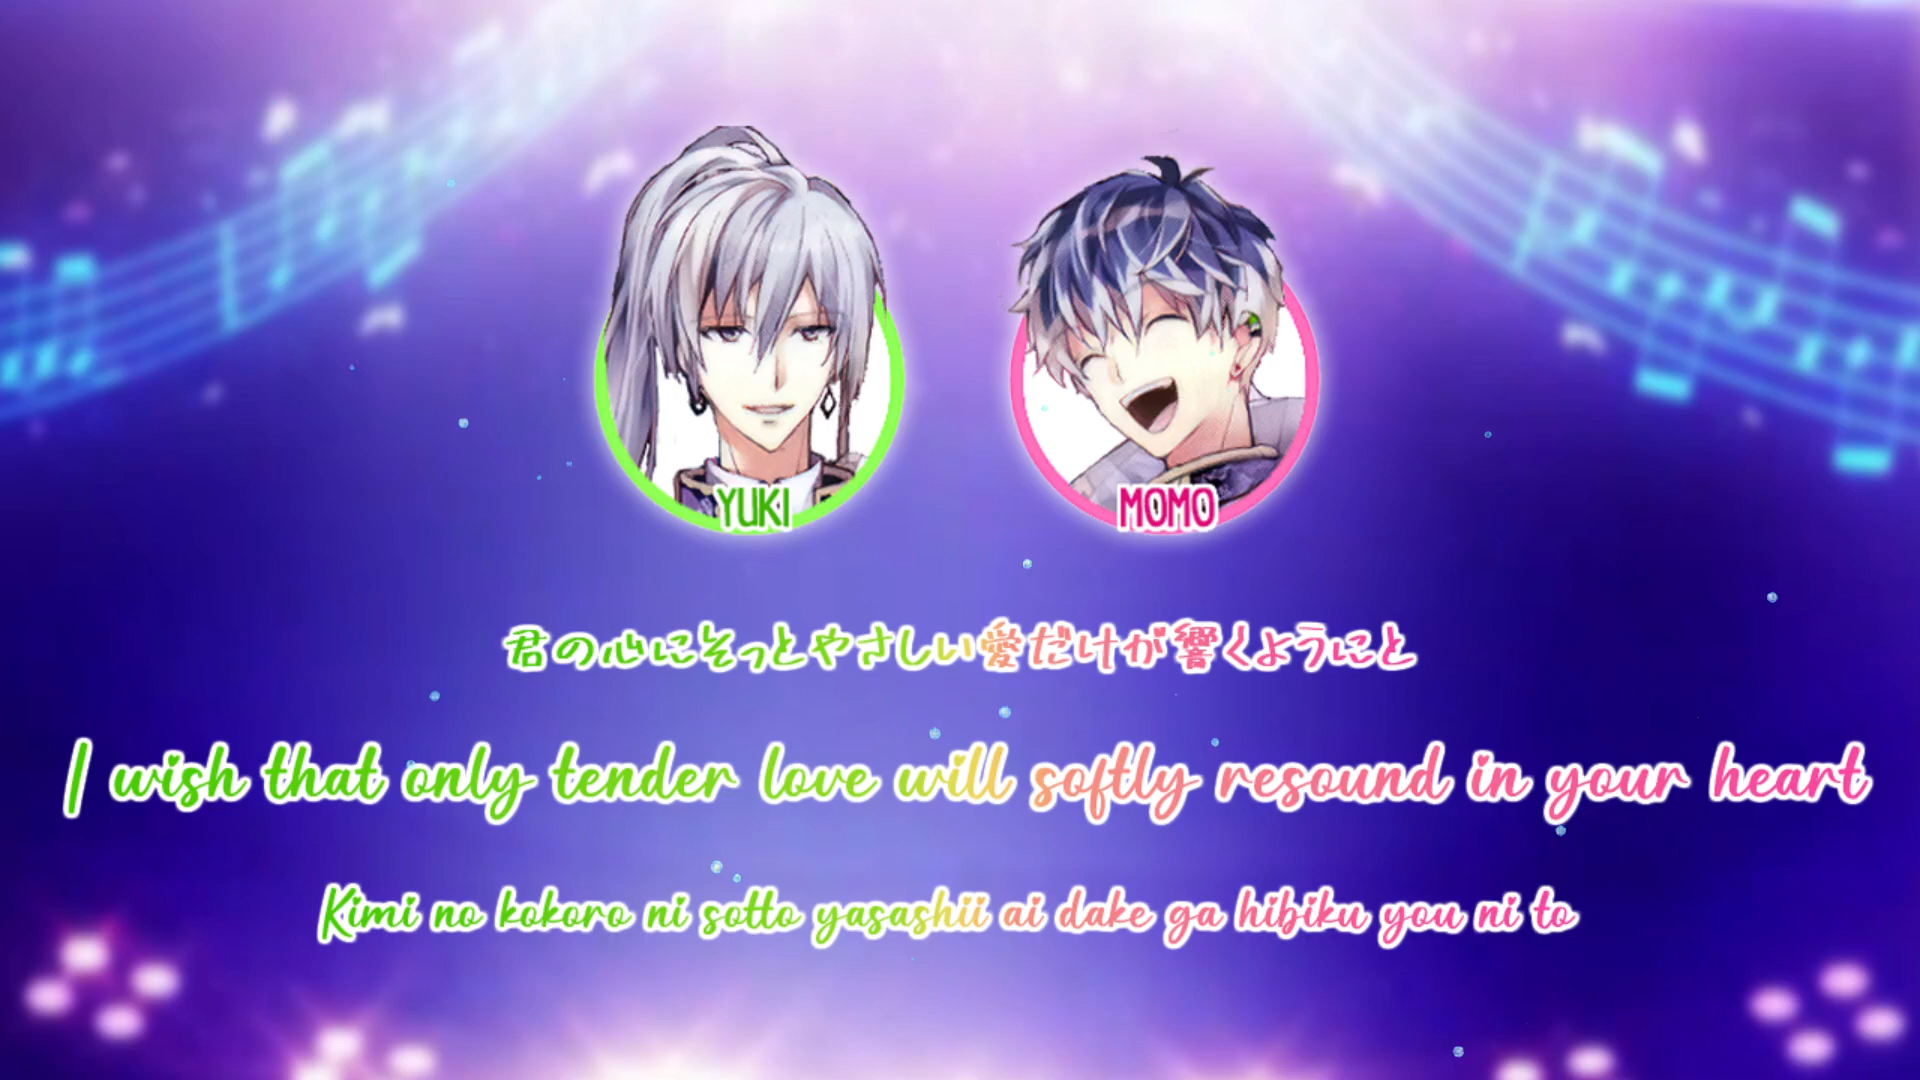 YUKI
MOMO
君の心にそっとやさしい愛だけが響くようにと
I wish that only tender love will softly resound in your heart
Kimi no kokoro ni sotto yasashii ai dake ga hibiku you ni to